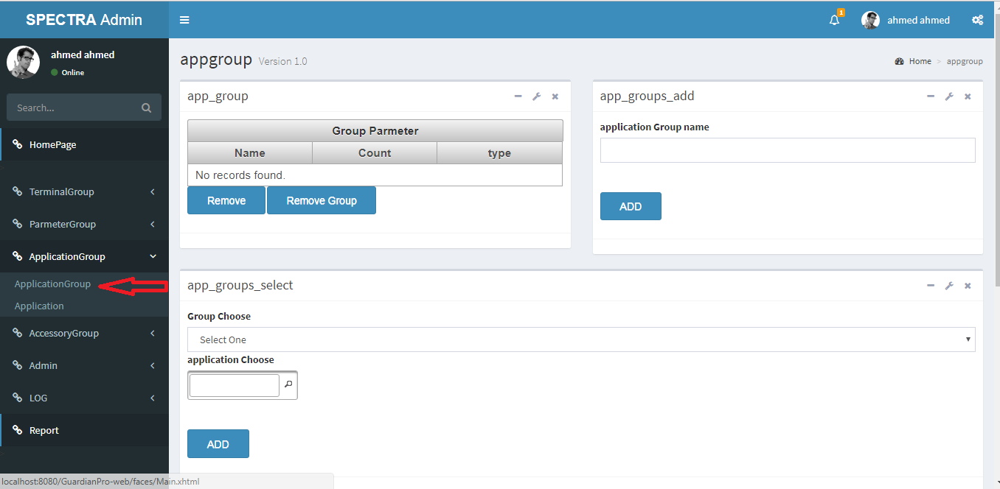 SPECTRA Admin
1
ahmed ahmed
ahmed ahmed
Online
Search...
HomePage
TerminalGroup
ParmeterGroup
ApplicationGroup
ApplicationGroup
Application
AccessoryGroup
Admin
LOG
Report
appgroup Version 1.0
Home > appgroup
app_group
Group Parmeter
Name Count type
No records found.
Remove Remove Group
app_groups_add
application Group name
ADD
app_groups_select
Group Choose
Select One
application Choose
ADD
localhost:8080/GuardianPro-web/faces/Main.xhtml